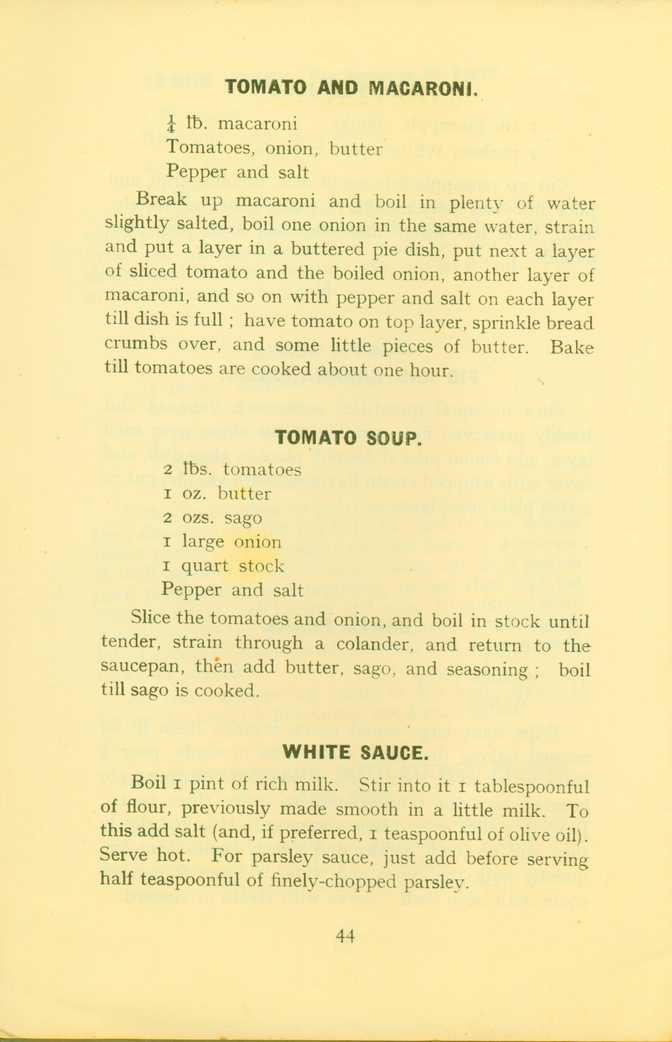 TOMATO AND MACARONI.
¼ lb. macaroni
Tomatoes, onion, butter
Pepper and salt
Break up macaroni and boil in plenty of water
slightly salted, boil one onion in the same water, strain
and put a layer in a buttered pie dish, put next a layer
of sliced tomato and the boiled onion, another layer of
macaroni, and so on with pepper and salt on each layer
till dish is full ; have tomato on top layer, sprinkle bread
crumbs over, and some little pieces of butter. Bake
till tomatoes are cooked about one hour.
TOMATO SOUP.
2 lbs. tomatoes
1 oz. butter
2 ozs. sago
1 large onion
1 quart stock
Pepper and salt
Slice the tomatoes and onion, and boil in stock until
tender, strain through a colander, and return to the
saucepan, then add butter, sago, and seasoning ; boil
till sago is cooked.
WHITE SAUCE.
Boil 1 pint of rich milk. Stir into it 1 tablespoonful
of flour, previously made smooth in a little milk. To
this add salt (and, if preferred, 1 teaspoonful of olive oil).
Serve hot. For parsley sauce, just add before serving
half teaspoonful of finely-chopped parsley.
44